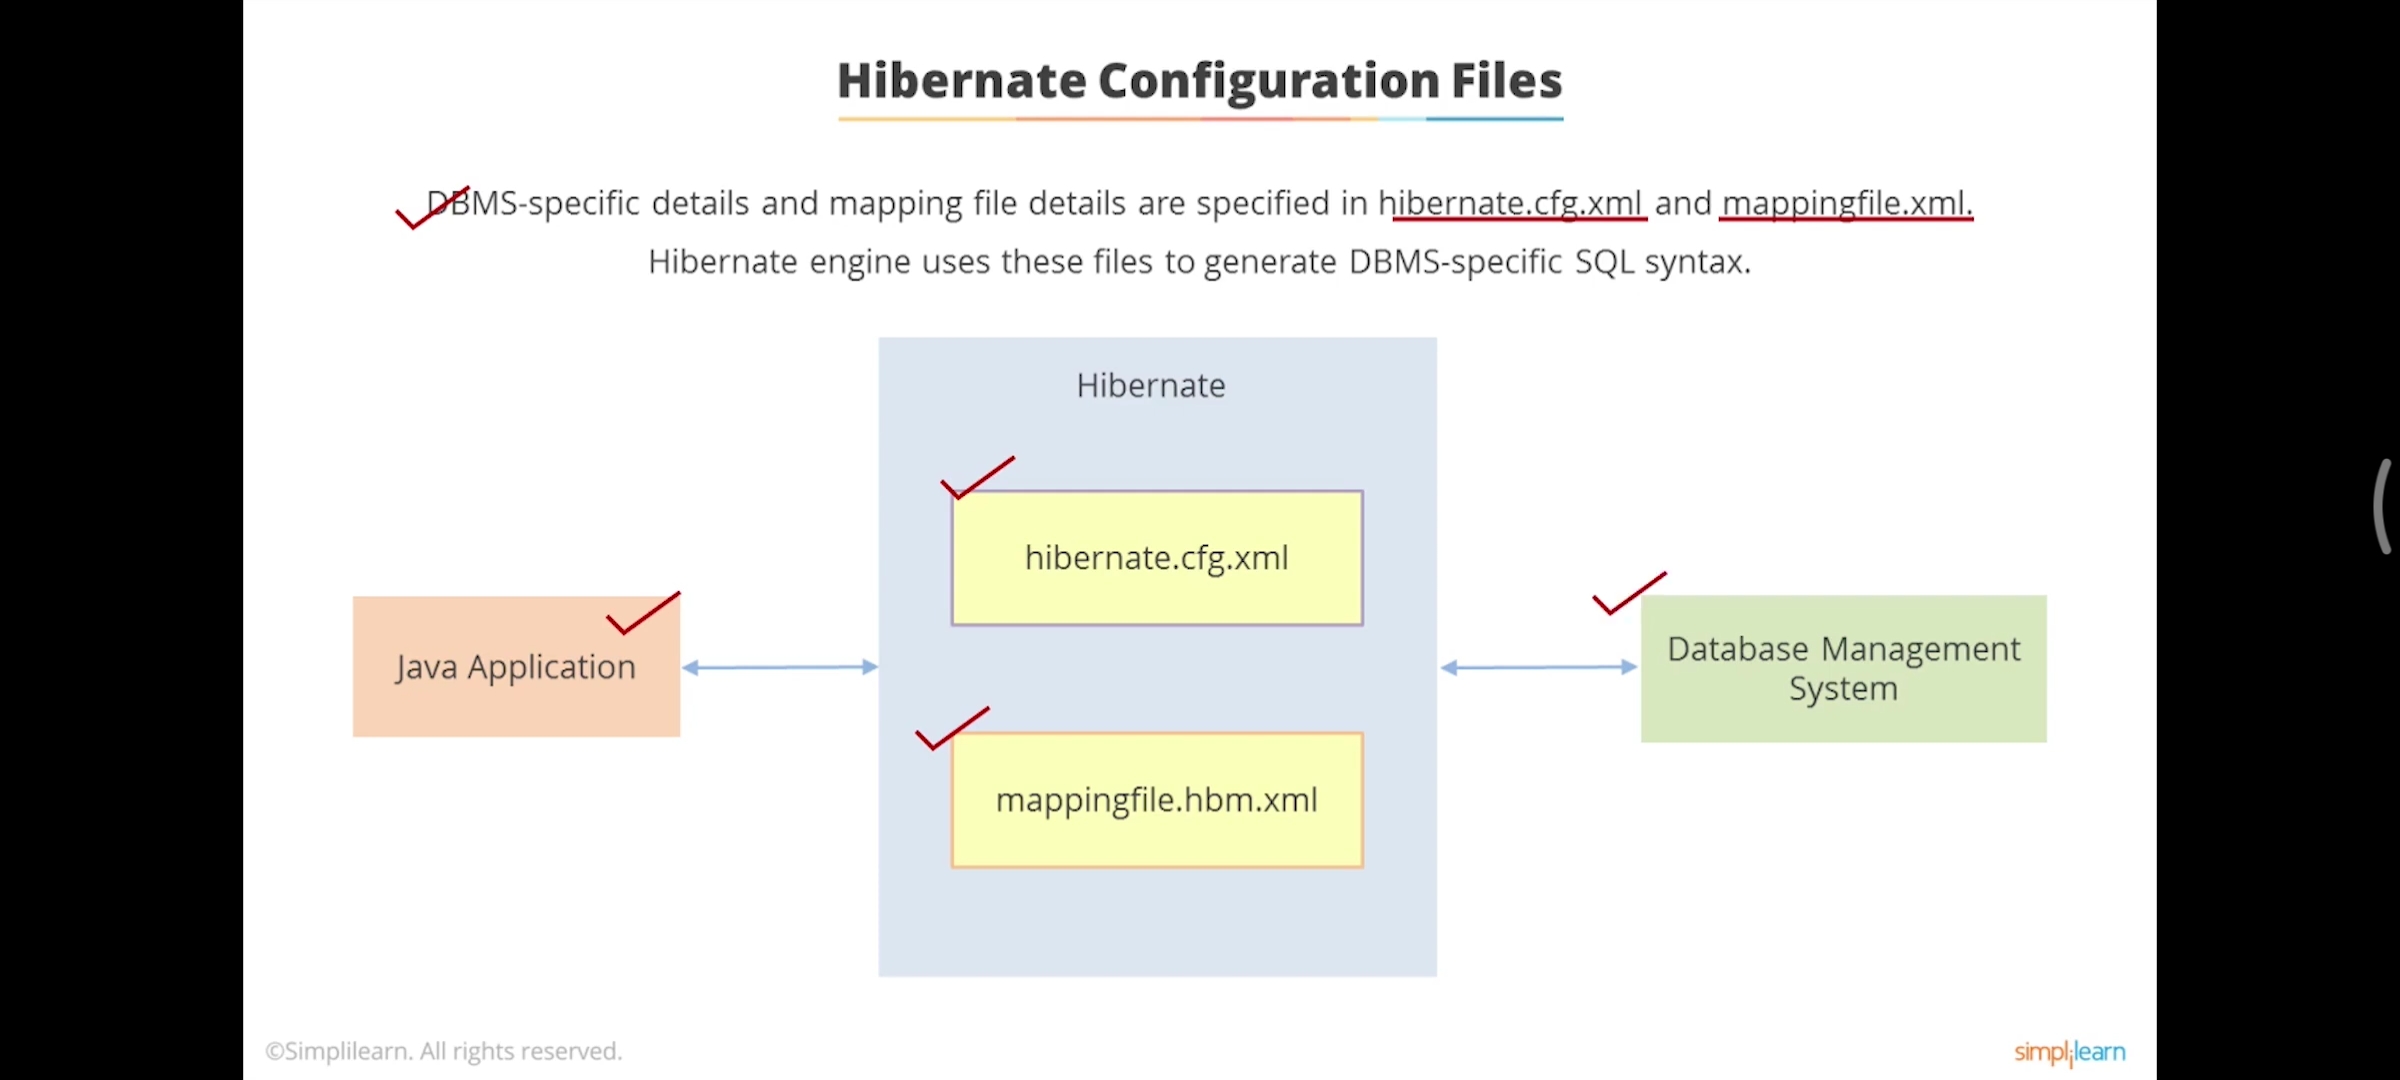 Hibernate Configuration Files
DBMS-specific details and mapping file details are specified in hibernate.cfg.xml and mappingfile.xml.
Hibernate engine uses these files to generate DBMS-specific SQL syntax.
Hibernate
hibernate.cfg.xml
Java Application
Database Management
System
mappingfile.hbm.xml
©Simplilearn. All rights reserved.
simplilearn